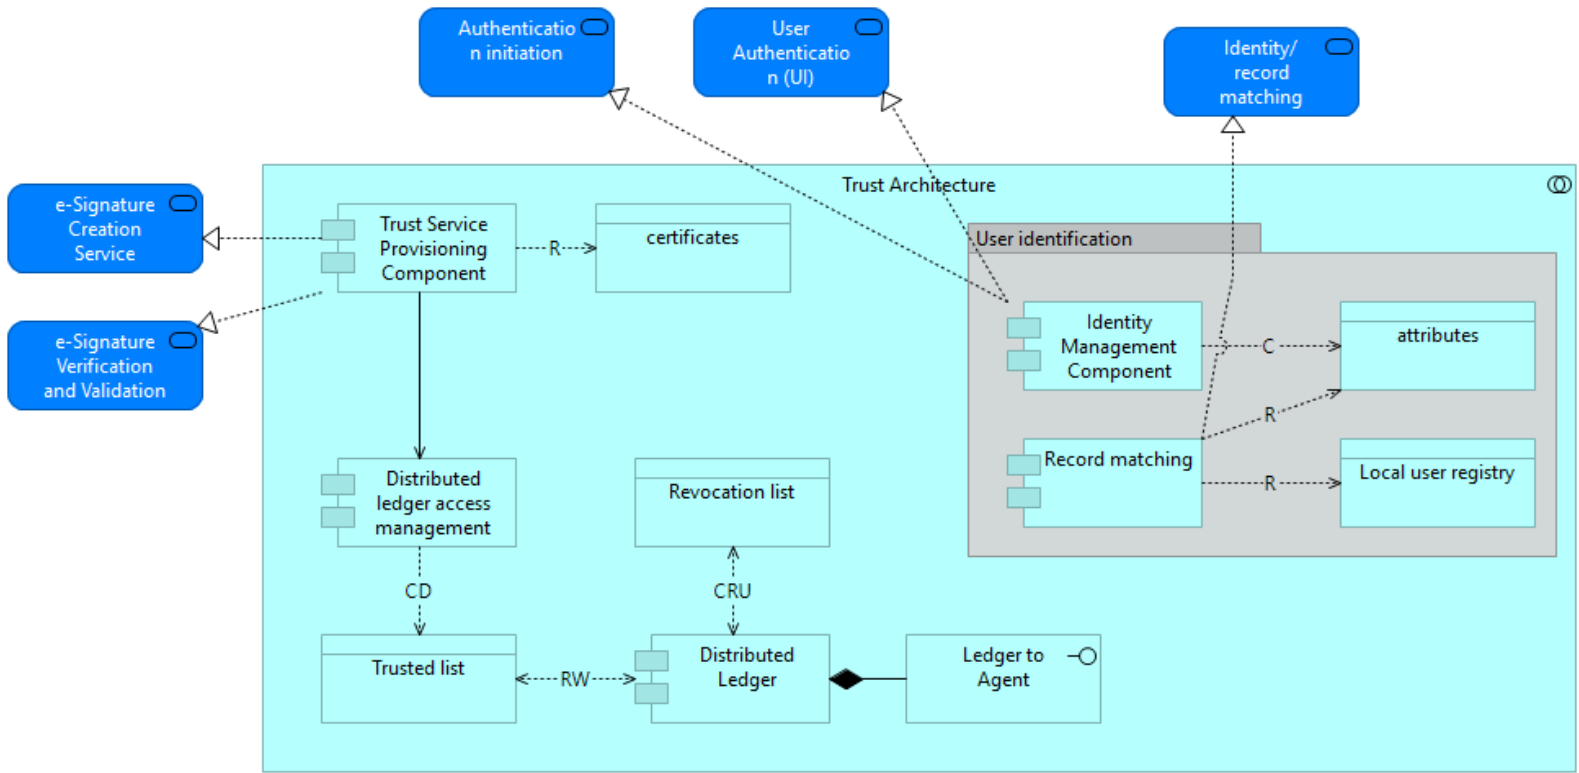 Authenticatio
n initiation
User
Authenticatio
n (UI)
Identity/
record
matching
Trust Architecture
e-Signature
Creation
Service
Trust Service
Provisioning
Component
R
certificates
User identification
e-Signature
Verification
and Validation
Identity
Management
Component
C
attributes
R
Record matching
R
Local user registry
Distributed
ledger access
management
Revocation list
CD
CRU
Trusted list
RW
Distributed
Ledger
Ledger to
Agent